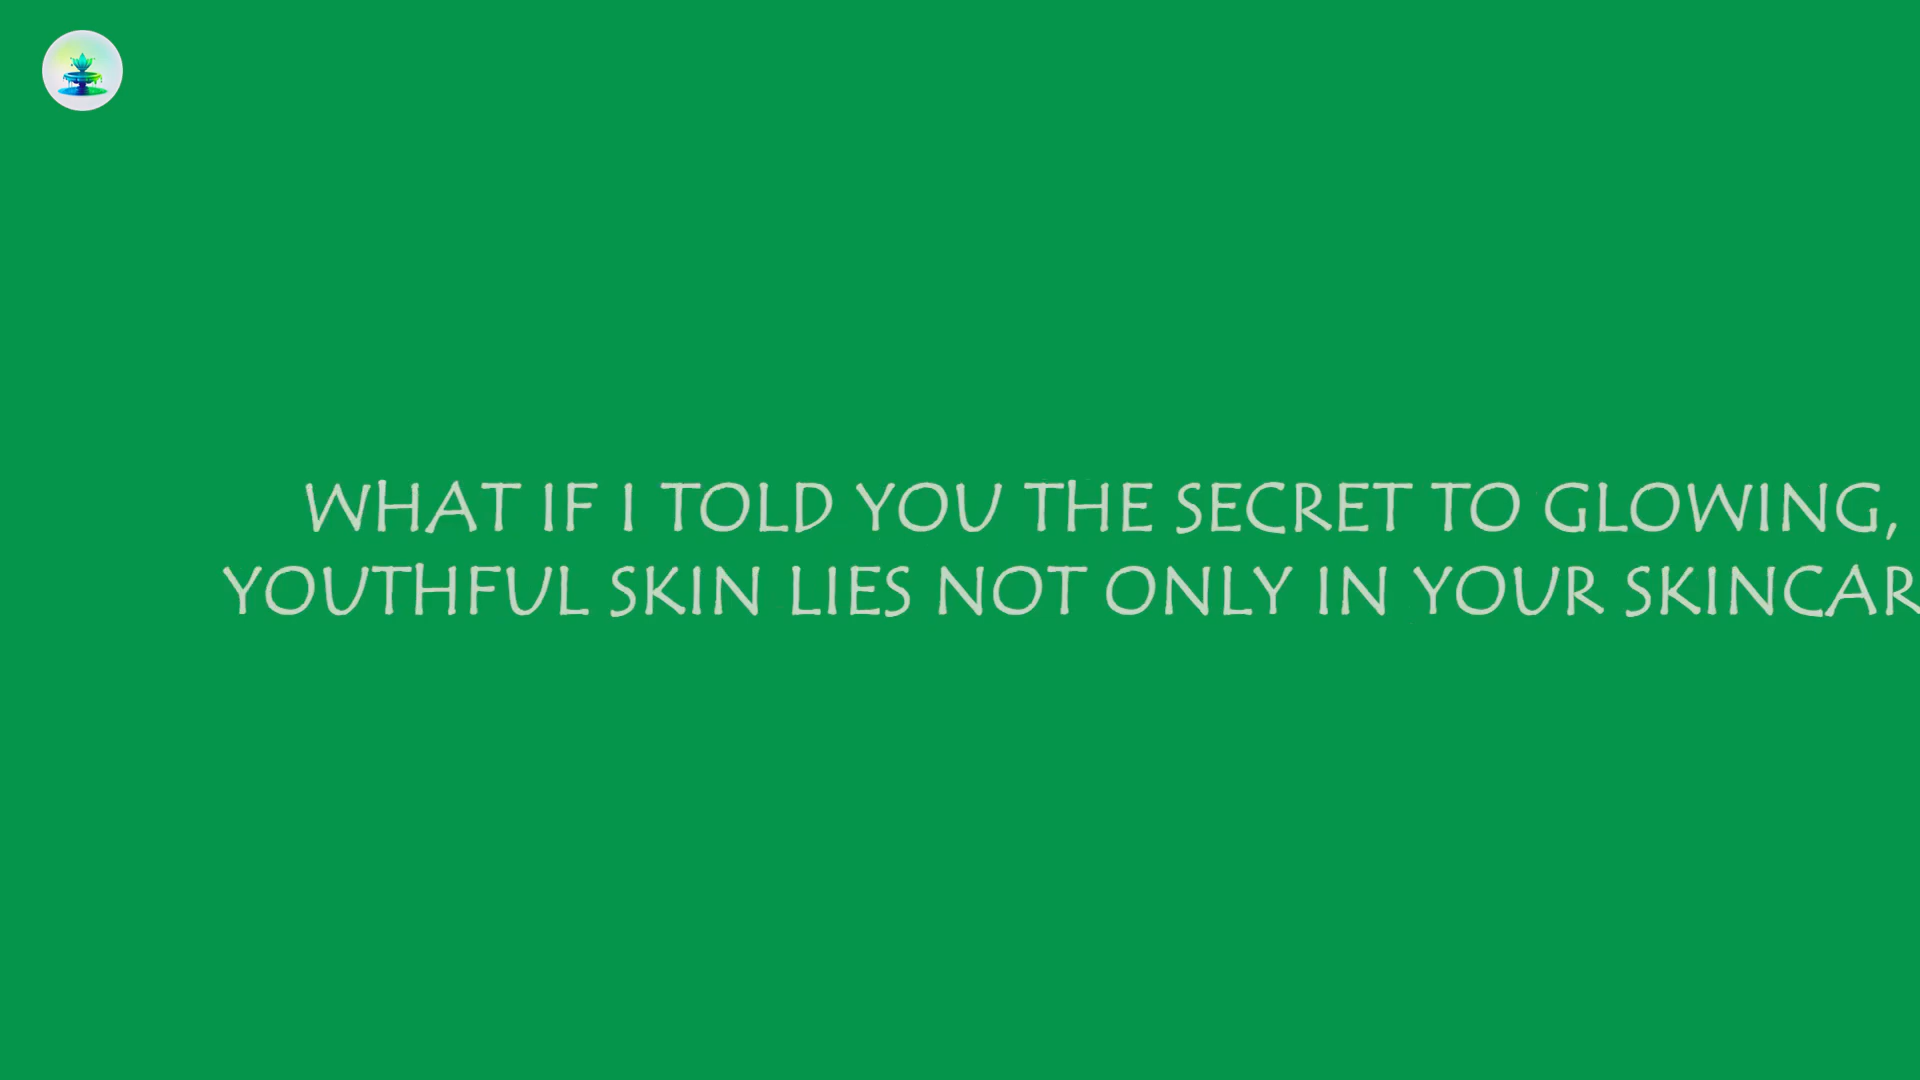 WHAT IF I TOLD YOU THE SECRET TO GLOWING,
YOUTHFUL SKIN LIES NOT ONLY IN YOUR SKINCAR